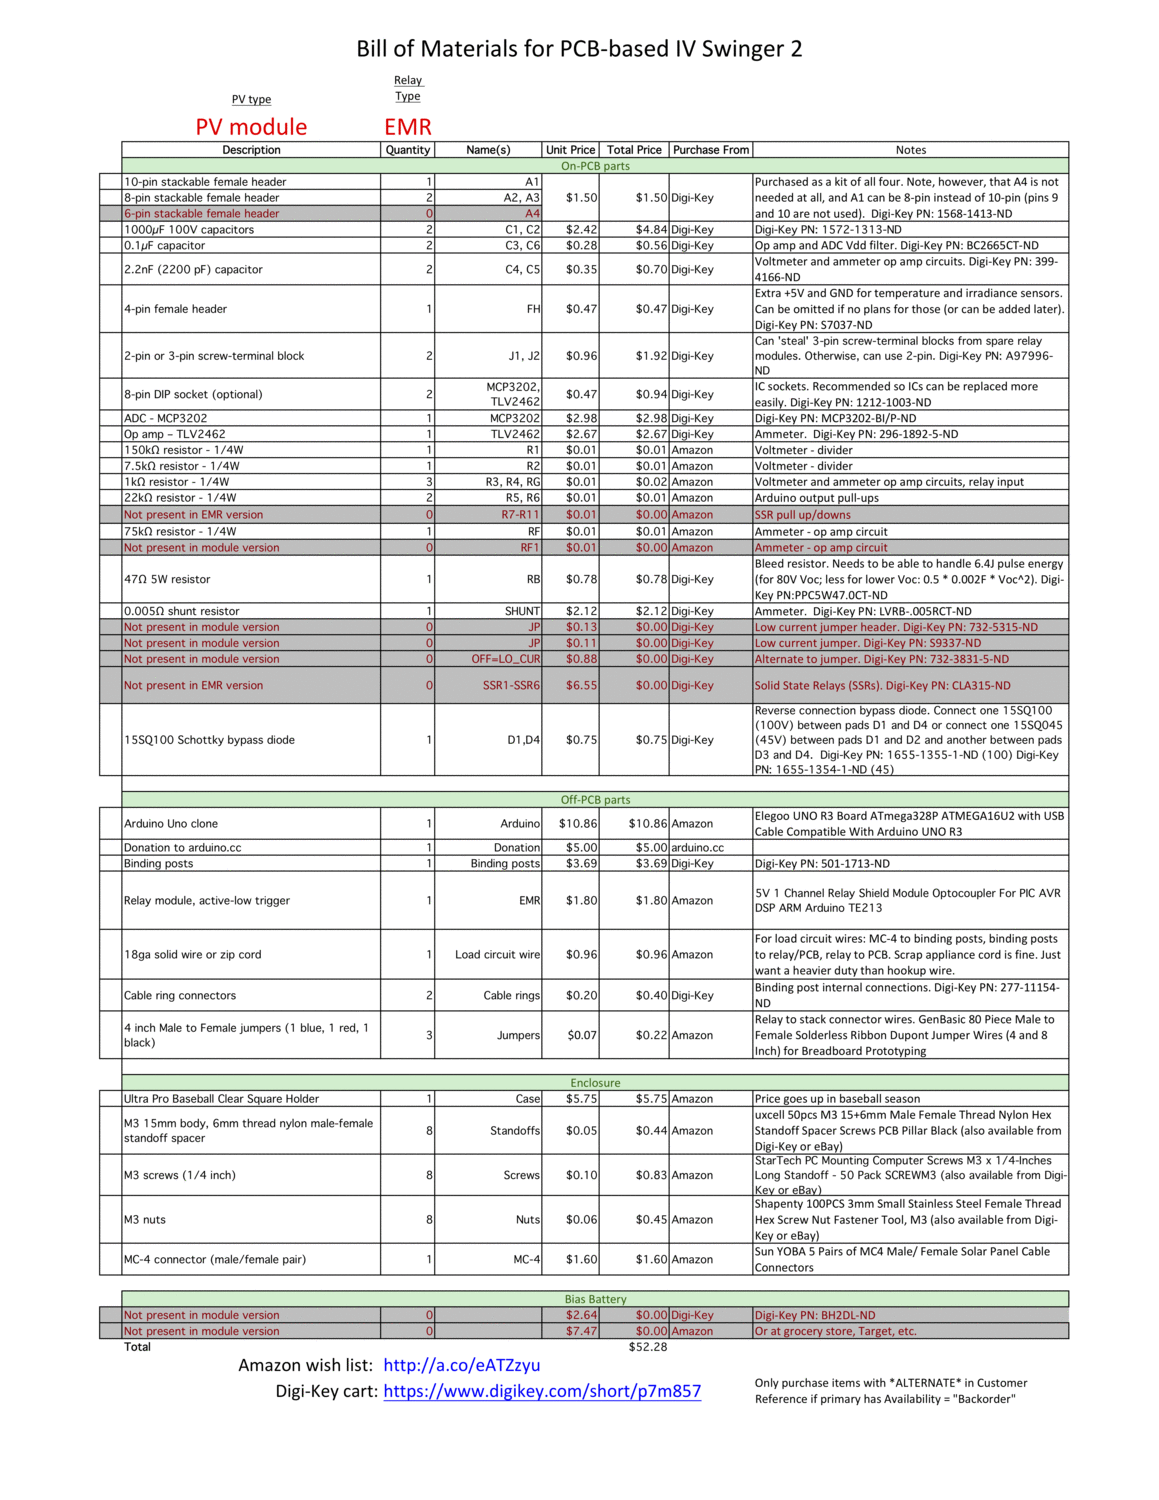 Bill of Materials for PCB-based IV Swinger 2
PV type
Relay
Type
PV module EMR
Description Quantity Name(s) Unit Price Total Price Purchase From Notes
On-PCB parts
10-pin stackable female header 1 A1
8-pin stackable female header 2 A2, A3
6-pin stackable female header 0 A4
$1.50 $1.50 Digi-Key
Purchased as a kit of all four. Note, however, that A4 is not
needed at all, and A1 can be 8-pin instead of 10-pin (pins 9
and 10 are not used).  Digi-Key PN: 1568-1413-ND
1000µF 100V capacitors 2 C1, C2 $2.42 $4.84 Digi-Key Digi-Key PN: 1572-1313-ND
0.1µF capacitor 2 C3, C6 $0.28 $0.56 Digi-Key Op amp and ADC Vdd filter. Digi-Key PN: BC2665CT-ND
2.2nF (2200 pF) capacitor 2 C4, C5 $0.35 $0.70 Digi-Key
Voltmeter and ammeter op amp circuits. Digi-Key PN: 399-
4166-ND
4-pin female header 1 FH $0.47 $0.47 Digi-Key
Extra +5V and GND for temperature and irradiance sensors.
Can be omitted if no plans for those (or can be added later).
Digi-Key PN: S7037-ND
2-pin or 3-pin screw-terminal block 2 J1, J2 $0.96 $1.92 Digi-Key
Can 'steal' 3-pin screw-terminal blocks from spare relay
modules. Otherwise, can use 2-pin. Digi-Key PN: A97996-
ND
8-pin DIP socket (optional) 2
MCP3202,
TLV2462
$0.47 $0.94 Digi-Key
IC sockets. Recommended so ICs can be replaced more
easily. Digi-Key PN: 1212-1003-ND
ADC - MCP3202 1 MCP3202 $2.98 $2.98 Digi-Key Digi-Key PN: MCP3202-BI/P-ND
Op amp – TLV2462 1 TLV2462 $2.67 $2.67 Digi-Key Ammeter.  Digi-Key PN: 296-1892-5-ND
150kΩ resistor - 1/4W 1 R1 $0.01 $0.01 Amazon Voltmeter - divider
7.5kΩ resistor - 1/4W 1 R2 $0.01 $0.01 Amazon Voltmeter - divider
1kΩ resistor - 1/4W 3 R3, R4, RG $0.01 $0.02 Amazon Voltmeter and ammeter op amp circuits, relay input
22kΩ resistor - 1/4W 2 R5, R6 $0.01 $0.01 Amazon Arduino output pull-ups
Not present in EMR version 0 R7-R11 $0.01 $0.00 Amazon SSR pull up/downs
75kΩ resistor - 1/4W 1 RF $0.01 $0.01 Amazon Ammeter - op amp circuit
Not present in module version 0 RF1 $0.01 $0.00 Amazon Ammeter - op amp circuit
47Ω 5W resistor 1 RB $0.78 $0.78 Digi-Key
Bleed resistor. Needs to be able to handle 6.4J pulse energy
(for 80V Voc; less for lower Voc: 0.5 * 0.002F * Voc^2). Digi-
Key PN:PPC5W47.0CT-ND
0.005Ω shunt resistor 1 SHUNT $2.12 $2.12 Digi-Key Ammeter.  Digi-Key PN: LVRB-.005RCT-ND
Not present in module version 0 JP $0.13 $0.00 Digi-Key Low current jumper header. Digi-Key PN: 732-5315-ND
Not present in module version 0 JP $0.11 $0.00 Digi-Key Low current jumper. Digi-Key PN: S9337-ND
Not present in module version 0 OFF=LO_CUR $0.88 $0.00 Digi-Key Alternate to jumper. Digi-Key PN: 732-3831-5-ND
Not present in EMR version 0 SSR1-SSR6 $6.55 $0.00 Digi-Key Solid State Relays (SSRs). Digi-Key PN: CLA315-ND
15SQ100 Schottky bypass diode 1 D1,D4 $0.75 $0.75 Digi-Key
Reverse connection bypass diode. Connect one 15SQ100
(100V) between pads D1 and D4 or connect one 15SQ045
(45V) between pads D1 and D2 and another between pads
D3 and D4.  Digi-Key PN: 1655-1355-1-ND (100) Digi-Key
PN: 1655-1354-1-ND (45)
Off-PCB parts
Arduino Uno clone 1 Arduino $10.86 $10.86 Amazon
Elegoo UNO R3 Board ATmega328P ATMEGA16U2 with USB
Cable Compatible With Arduino UNO R3
Donation to arduino.cc 1 Donation $5.00 $5.00 arduino.cc
Binding posts 1 Binding posts $3.69 $3.69 Digi-Key Digi-Key PN: 501-1713-ND
Relay module, active-low trigger 1 EMR $1.80 $1.80 Amazon
5V 1 Channel Relay Shield Module Optocoupler For PIC AVR
DSP ARM Arduino TE213
18ga solid wire or zip cord 1 Load circuit wire $0.96 $0.96 Amazon
For load circuit wires: MC-4 to binding posts, binding posts
to relay/PCB, relay to PCB. Scrap appliance cord is fine. Just
want a heavier duty than hookup wire.
Cable ring connectors 2 Cable rings $0.20 $0.40 Digi-Key
Binding post internal connections. Digi-Key PN: 277-11154-
ND
4 inch Male to Female jumpers (1 blue, 1 red, 1
black)
3 Jumpers $0.07 $0.22 Amazon
Relay to stack connector wires. GenBasic 80 Piece Male to
Female Solderless Ribbon Dupont Jumper Wires (4 and 8
Inch) for Breadboard Prototyping
Enclosure
Ultra Pro Baseball Clear Square Holder 1 Case $5.75 $5.75 Amazon Price goes up in baseball season
M3 15mm body, 6mm thread nylon male-female
standoff spacer
8 Standoffs $0.05 $0.44 Amazon
uxcell 50pcs M3 15+6mm Male Female Thread Nylon Hex
Standoff Spacer Screws PCB Pillar Black (also available from
Digi-Key or eBay)
M3 screws (1/4 inch) 8 Screws $0.10 $0.83 Amazon
StarTech PC Mounting Computer Screws M3 x 1/4-Inches
Long Standoff - 50 Pack SCREWM3 (also available from Digi-
Key or eBay)
M3 nuts 8 Nuts $0.06 $0.45 Amazon
Shapenty 100PCS 3mm Small Stainless Steel Female Thread
Hex Screw Nut Fastener Tool, M3 (also available from Digi-
Key or eBay)
MC-4 connector (male/female pair) 1 MC-4 $1.60 $1.60 Amazon
Sun YOBA 5 Pairs of MC4 Male/ Female Solar Panel Cable
Connectors
Bias Battery
Not present in module version 0 $2.64 $0.00 Digi-Key Digi-Key PN: BH2DL-ND
Not present in module version 0 $7.47 $0.00 Amazon Or at grocery store, Target, etc.
Total $52.28
Amazon wish list: http://a.co/eATZzyu
Digi-Key cart: https://www.digikey.com/short/p7m857
Only purchase items with *ALTERNATE* in Customer
Reference if primary has Availability = "Backorder"